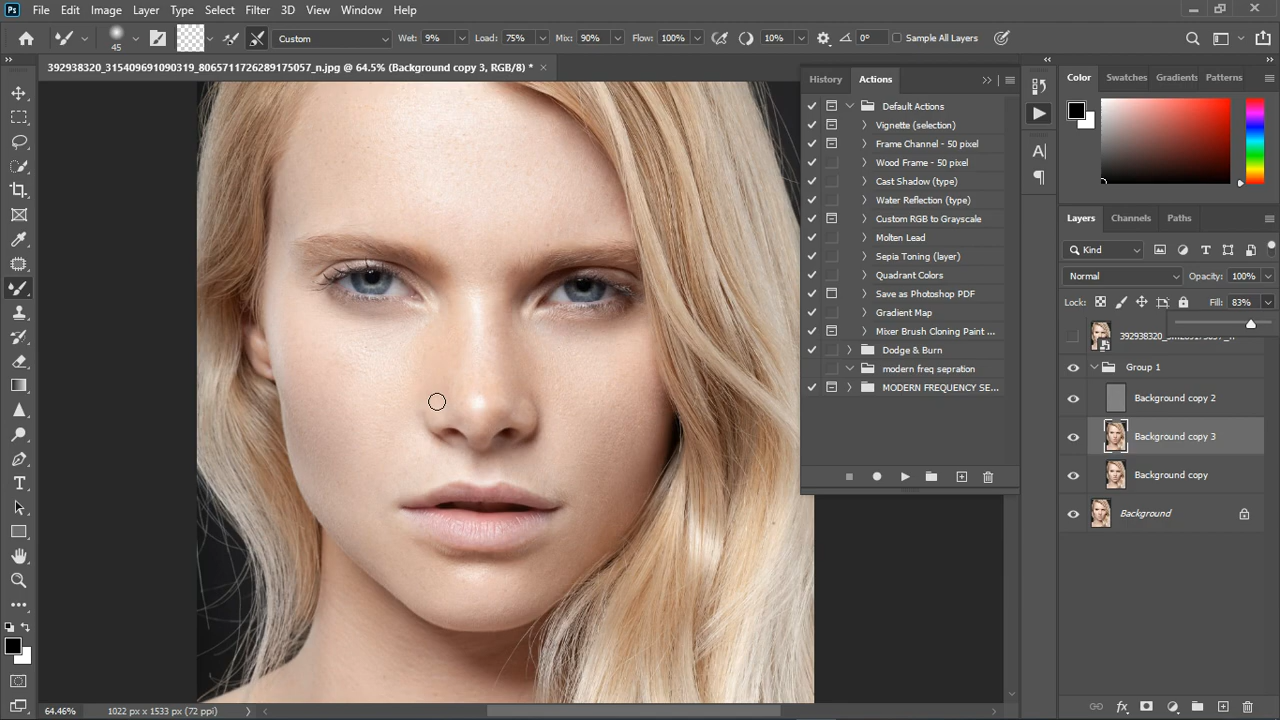 Ps File Edit Image Layer Type Select Filter 3D View Window Help
45 Custom Wet: 9% Load: 75% Mix: 90% Flow: 100% 10% 0° Sample All Layers
392938320_315409691090319_8065711726289175057_n.jpg @ 64.5% (Background copy 3, RGB/8) *
History Actions
Default Actions
Vignette (selection)
Frame Channel - 50 pixel
Wood Frame - 50 pixel
Cast Shadow (type)
Water Reflection (type)
Custom RGB to Grayscale
Molten Lead
Sepia Toning (layer)
Quadrant Colors
Save as Photoshop PDF
Gradient Map
Mixer Brush Cloning Paint ...
Dodge & Burn
modern freq sepration
MODERN FREQUENCY SE...
Color Swatches Gradients Patterns
Layers Channels Paths
Kind
Normal Opacity: 100%
Lock: Fill: 83%
Group 1
Background copy 2
Background copy 3
Background copy
Background
64.46% 1022 px x 1533 px (72 ppi)